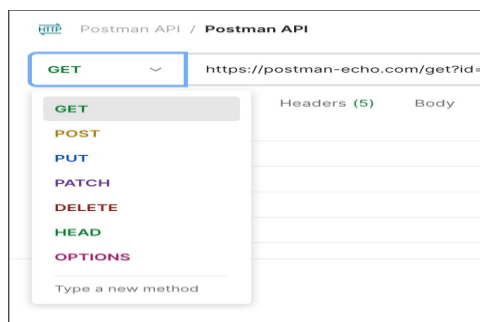 HTTP Postman API / Postman API
GET https://postman-echo.com/get?id=
Headers (5) Body
GET
POST
PUT
PATCH
DELETE
HEAD
OPTIONS
Type a new method